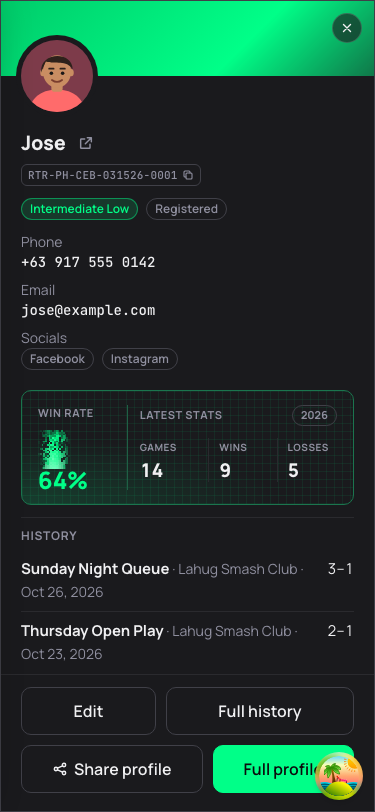 Jose
RTR-PH-CEB-031526-0001
Intermediate Low
Registered
Phone
+63 917 555 0142
Email
jose@example.com
Socials
Facebook
Instagram
WIN RATE
64%
LATEST STATS
2026
GAMES
WINS
LOSSES
14
9
5
HISTORY
Sunday Night Queue · Lahug Smash Club · 3–1
Oct 26, 2026
Thursday Open Play · Lahug Smash Club · 2–1
Oct 23, 2026
Edit
Full history
Share profile
Full